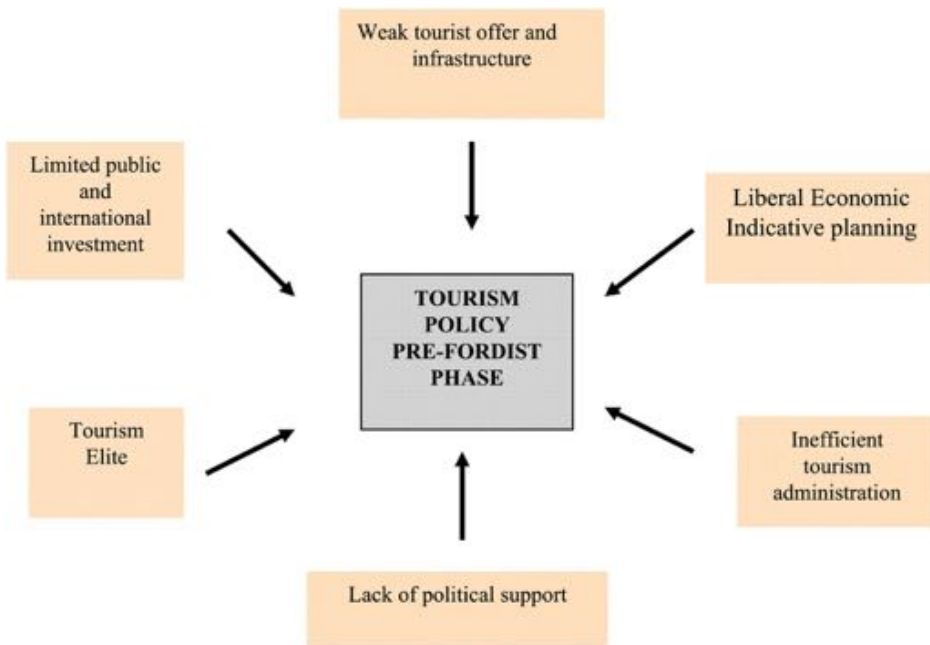 Weak tourist offer and
infrastructure
Limited public
and
international
investment
Liberal Economic
Indicative planning
TOURISM
POLICY
PRE-FORDIST
PHASE
Tourism
Elite
Inefficient
tourism
administration
Lack of political support